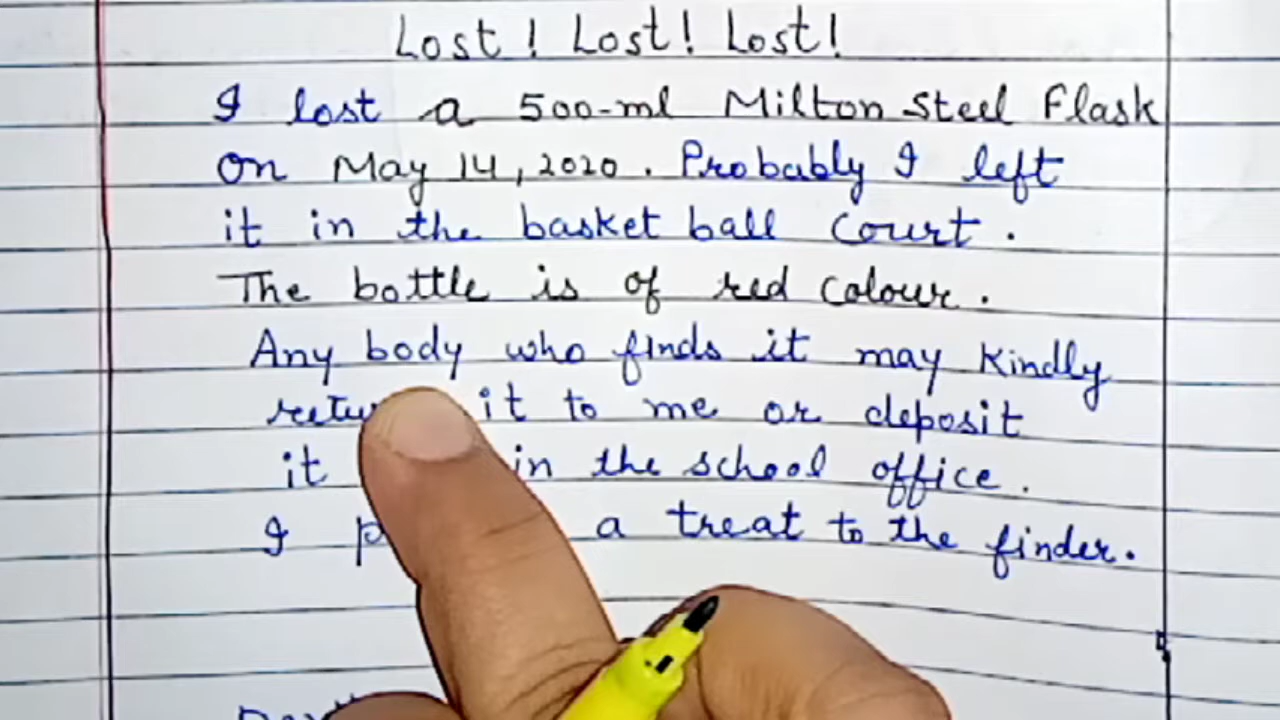 Lost! Lost! Lost!
I lost a 500-ml Milton Steel Flask
on May 14, 2020. Probably I left
it in the basket ball court.
The bottle is of red colour.
Any body who finds it may kindly
it to me or deposit
it in the school office.
I a treat to the finder.